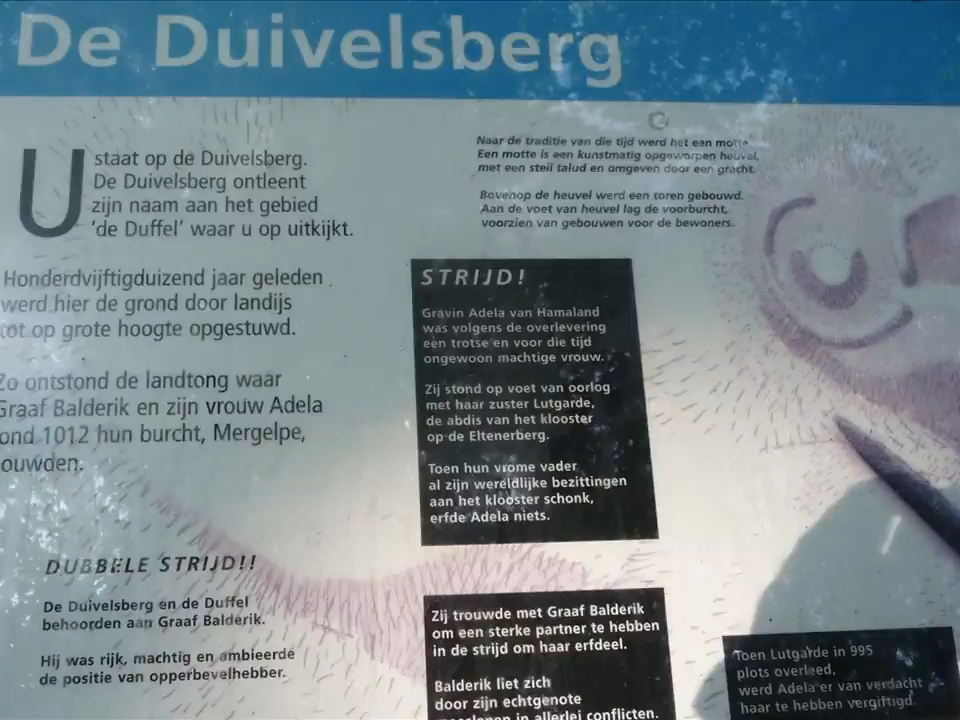 De Duivelsberg
U staat op de Duivelsberg.
De Duivelsberg ontleent
zijn naam aan het gebied
‘de Duffel’ waar u op uitkijkt.
Honderdvijftigduizend jaar geleden
werd hier de grond door landijs
tot op grote hoogte opgestuwd.
Zo ontstond de landtong waar
Graaf Balderik en zijn vrouw Adela
ond 1012 hun burcht, Mergelpe,
ouwden.
DUBBELE STRIJD!!
De Duivelsberg en de Duffel
behoorden aan Graaf Balderik.
Hij was rijk, machtig en ambieerde
de positie van opperbevelhebber.
Naar de traditie van die tijd werd het een motte.
Een motte is een kunstmatig opgeworpen heuvel,
met een steil talud en omgeven door een gracht.
Bovenop de heuvel werd een toren gebouwd.
Aan de voet van heuvel lag de voorburcht,
voorzien van gebouwen voor de bewoners.
STRIJD!
Gravin Adela van Hamaland
was volgens de overlevering
een trotse en voor die tijd
ongewoon machtige vrouw.
Zij stond op voet van oorlog
met haar zuster Lutgarde,
de abdis van het klooster
op de Eltenerberg.
Toen hun vrome vader
al zijn wereldlijke bezittingen
aan het klooster schonk,
erfde Adela niets.
Zij trouwde met Graaf Balderik
om een sterke partner te hebben
in de strijd om haar erfdeel.
Balderik liet zich
door zijn echtgenote
in allerlei conflicten.
Toen Lutgarde in 995
plots overleed,
werd Adela er van verdacht
haar te hebben vergiftigd.